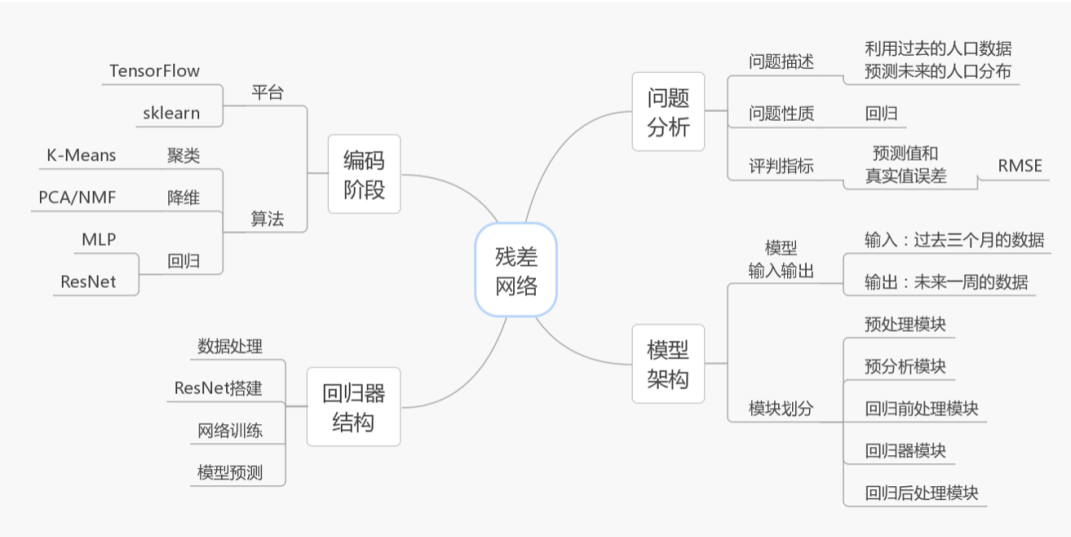 残差
网络
问题
分析
问题描述
利用过去的人口数据
预测未来的人口分布
问题性质
回归
评判指标
预测值和
真实值误差
RMSE
模型
架构
模型
输入输出
输入：过去三个月的数据
输出：未来一周的数据
模块划分
预处理模块
预分析模块
回归前处理模块
回归器模块
回归后处理模块
编码
阶段
平台
TensorFlow
sklearn
算法
聚类
K-Means
降维
PCA/NMF
回归
MLP
ResNet
回归器
结构
数据处理
ResNet搭建
网络训练
模型预测